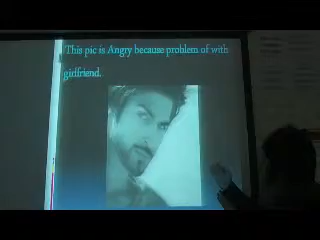 This pic is Angry because problem of with
girlfriend.